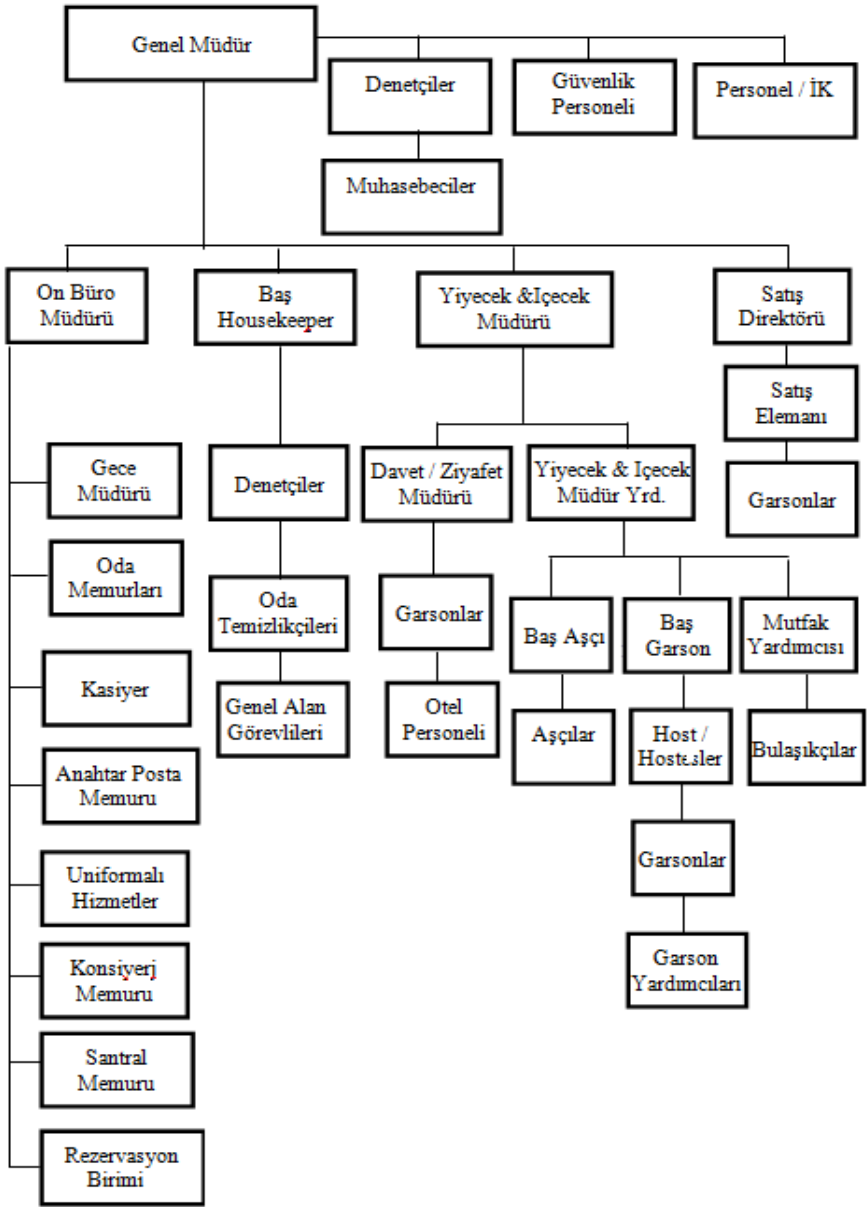 Genel Müdür
Denetçiler
Güvenlik
Personeli
Personel / İK
Muhasebeciler
On Büro
Müdürü
Baş
Housekeeper
Yiyecek &Içecek
Müdürü
Satış
Direktörü
Satış
Elemanı
Garsonlar
Gece
Müdürü
Oda
Memurları
Kasiyer
Anahtar Posta
Memuru
Uniformalı
Hizmetler
Konsiyerj
Memuru
Santral
Memuru
Rezervasyon
Birimi
Denetçiler
Oda
Temizlikçileri
Genel Alan
Görevlileri
Davet / Ziyafet
Müdürü
Garsonlar
Otel
Personeli
Yiyecek & Içecek
Müdür Yrd.
Baş Aşçı
Aşçılar
Baş
Garson
Host /
Hostesler
Garsonlar
Garson
Yardımcıları
Mutfak
Yardımcısı
Bulaşıkçılar